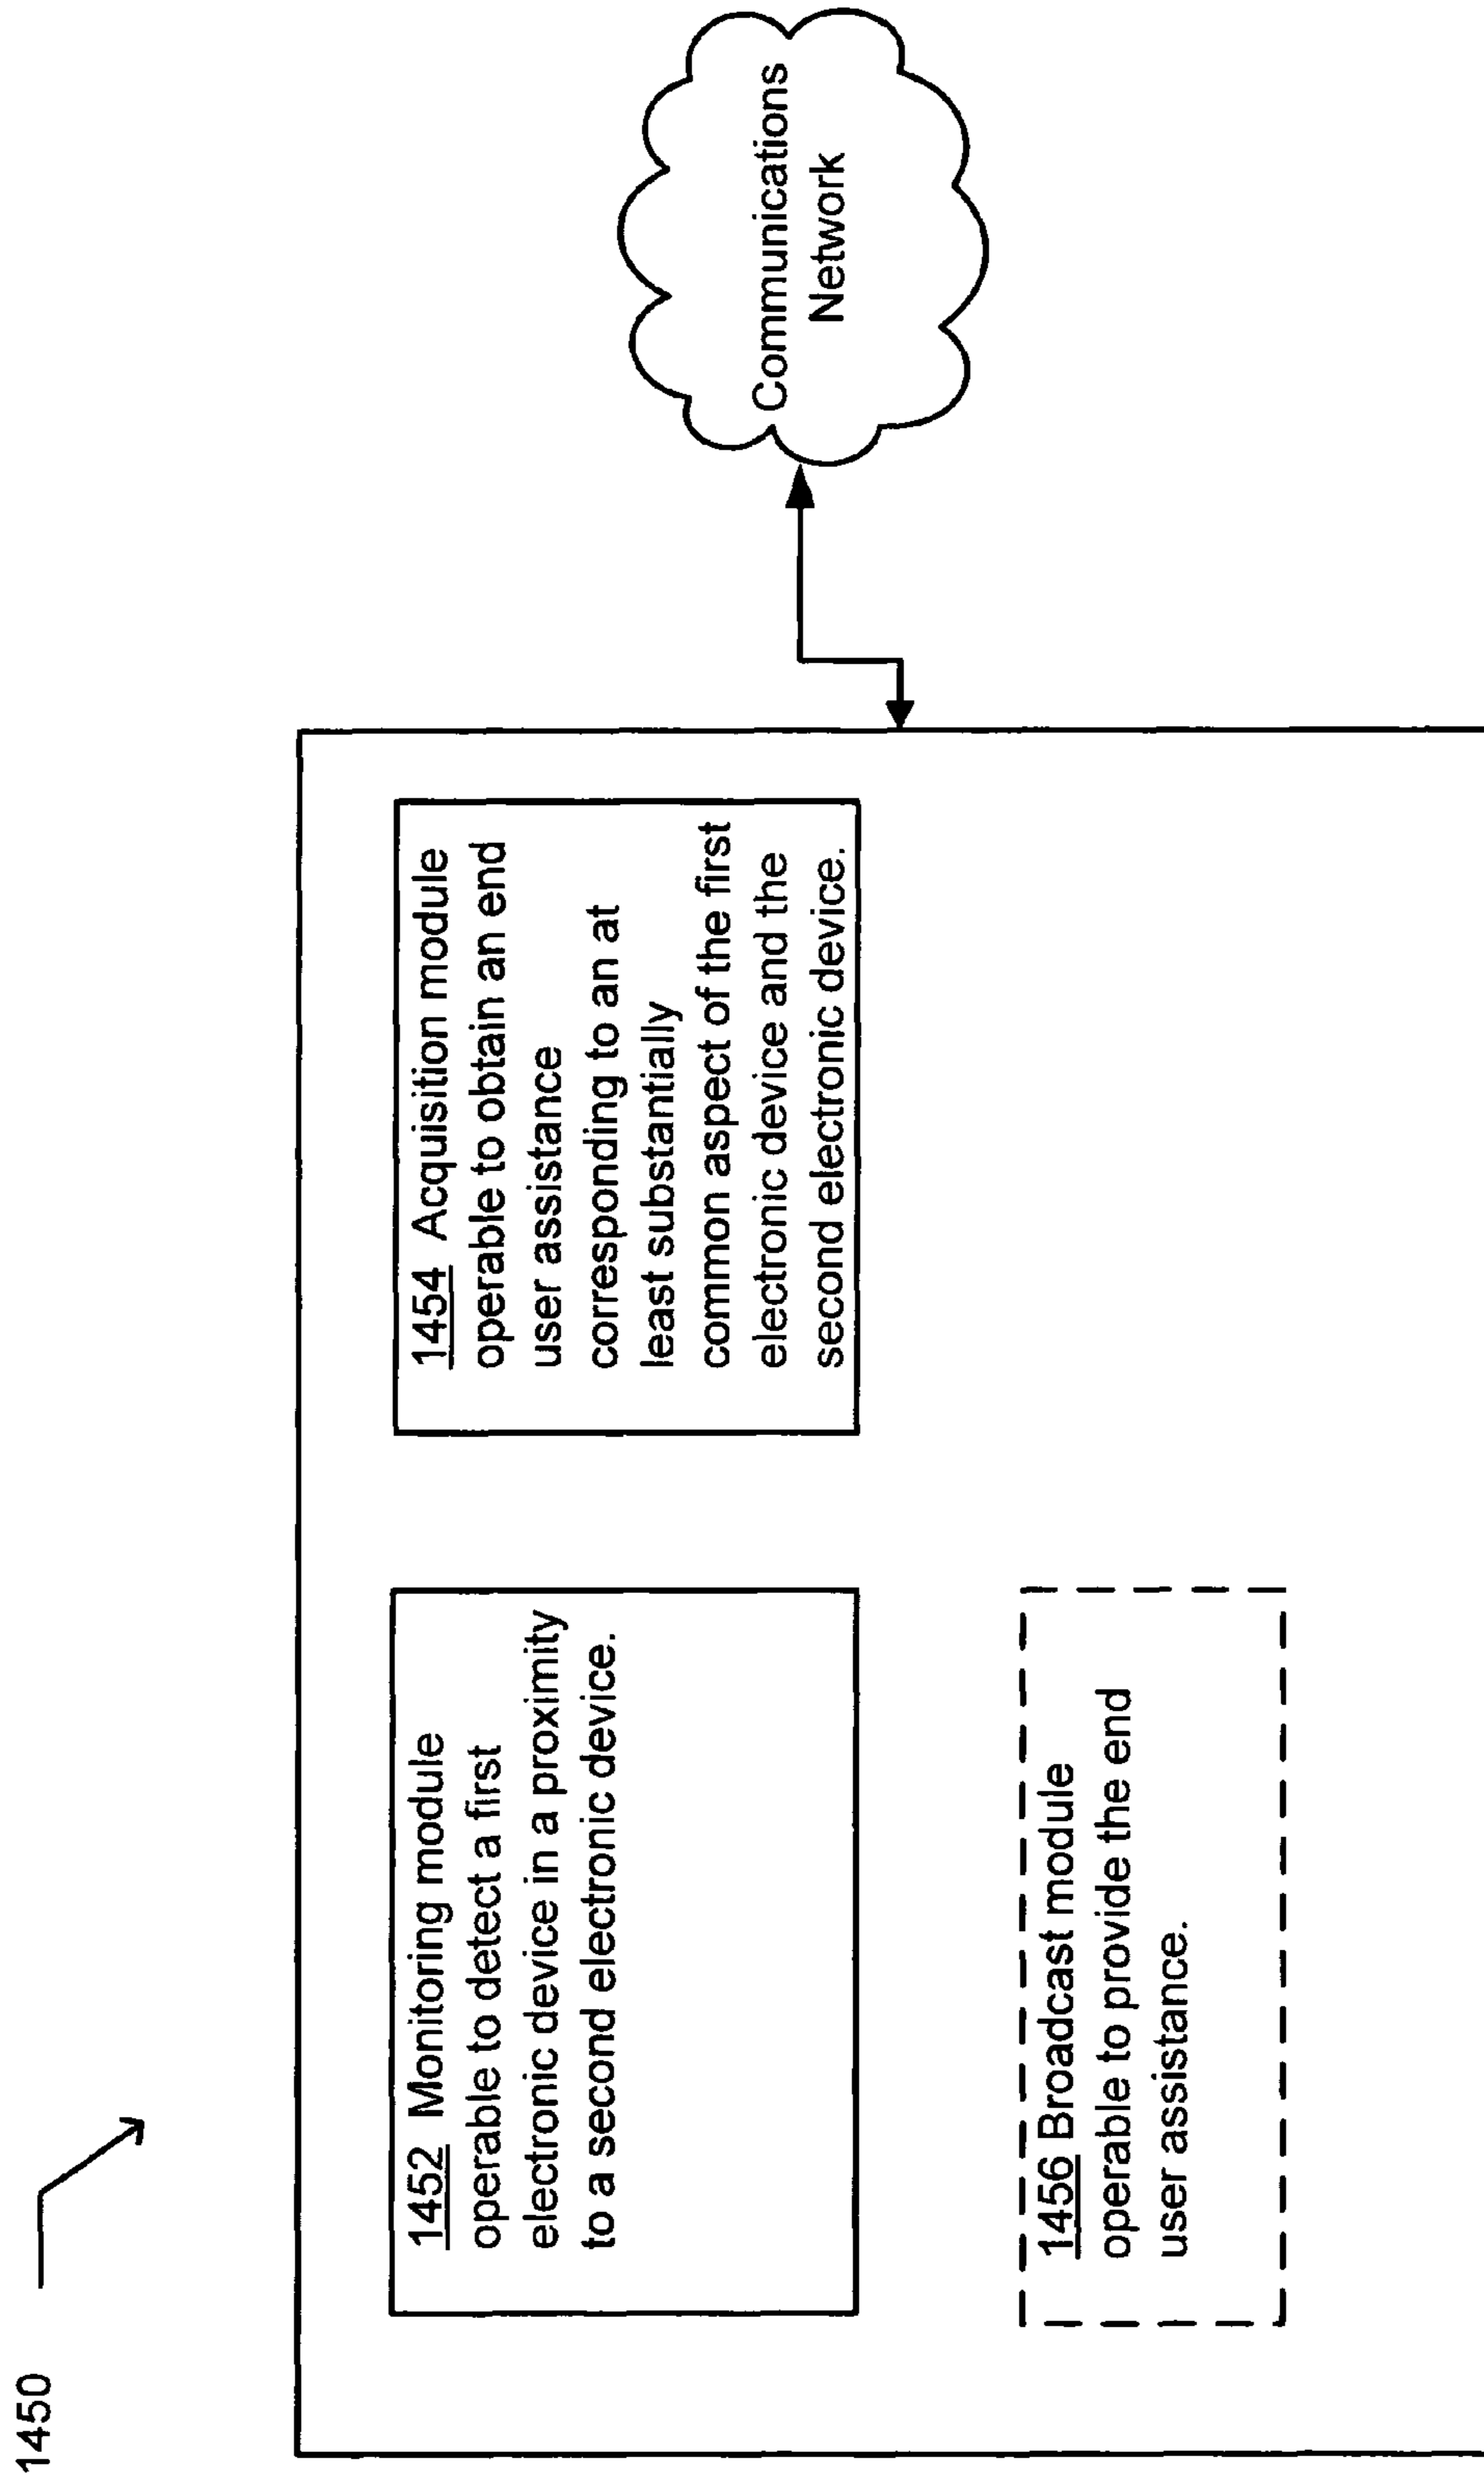 1450
1452 Monitoring module
operable to detect a first
electronic device in a proximity
to a second electronic device.
1454 Acquisition module
operable to obtain an end
user assistance
corresponding to an at
least substantially
common aspect of the first
electronic device and the
second electronic device.
1456 Broadcast module
operable to provide the end
user assistance.
Communications
Network